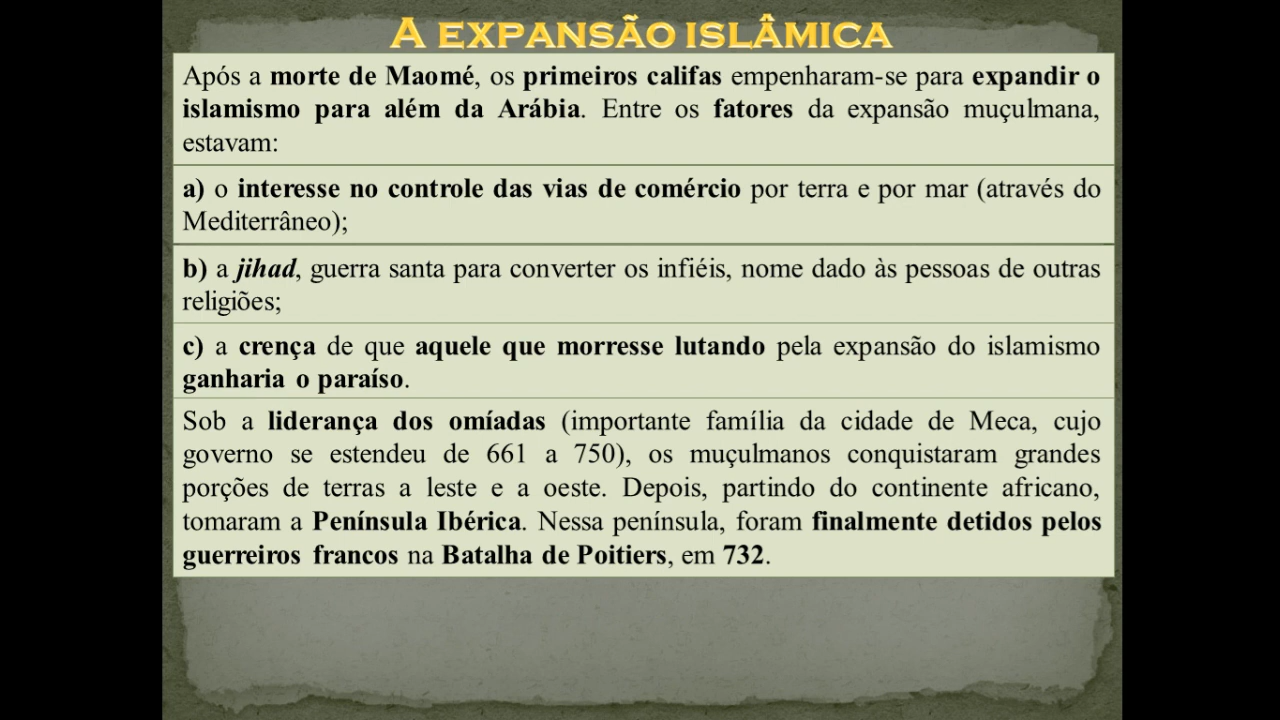 A EXPANSÃO ISLÂMICA
Após a morte de Maomé, os primeiros califas empenharam-se para expandir o
islamismo para além da Arábia. Entre os fatores da expansão muçulmana,
estavam:
a) o interesse no controle das vias de comércio por terra e por mar (através do
Mediterrâneo);
b) a jihad, guerra santa para converter os infiéis, nome dado às pessoas de outras
religiões;
c) a crença de que aquele que morresse lutando pela expansão do islamismo
ganharia o paraíso.
Sob a liderança dos omíadas (importante família da cidade de Meca, cujo
governo se estendeu de 661 a 750), os muçulmanos conquistaram grandes
porções de terras a leste e a oeste. Depois, partindo do continente africano,
tomaram a Península Ibérica. Nessa península, foram finalmente detidos pelos
guerreiros francos na Batalha de Poitiers, em 732.